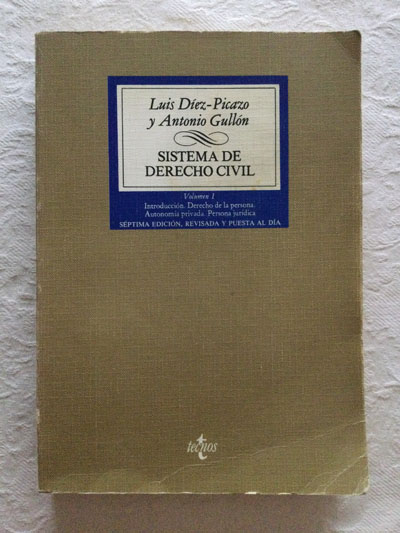 Luis Díez-Picazo
y Antonio Gullón
SISTEMA DE
DERECHO CIVIL
Volumen I
Introducción. Derecho de la persona.
Autonomía privada. Persona jurídica
SÉPTIMA EDICIÓN, REVISADA Y PUESTA AL DÍA
tecnos